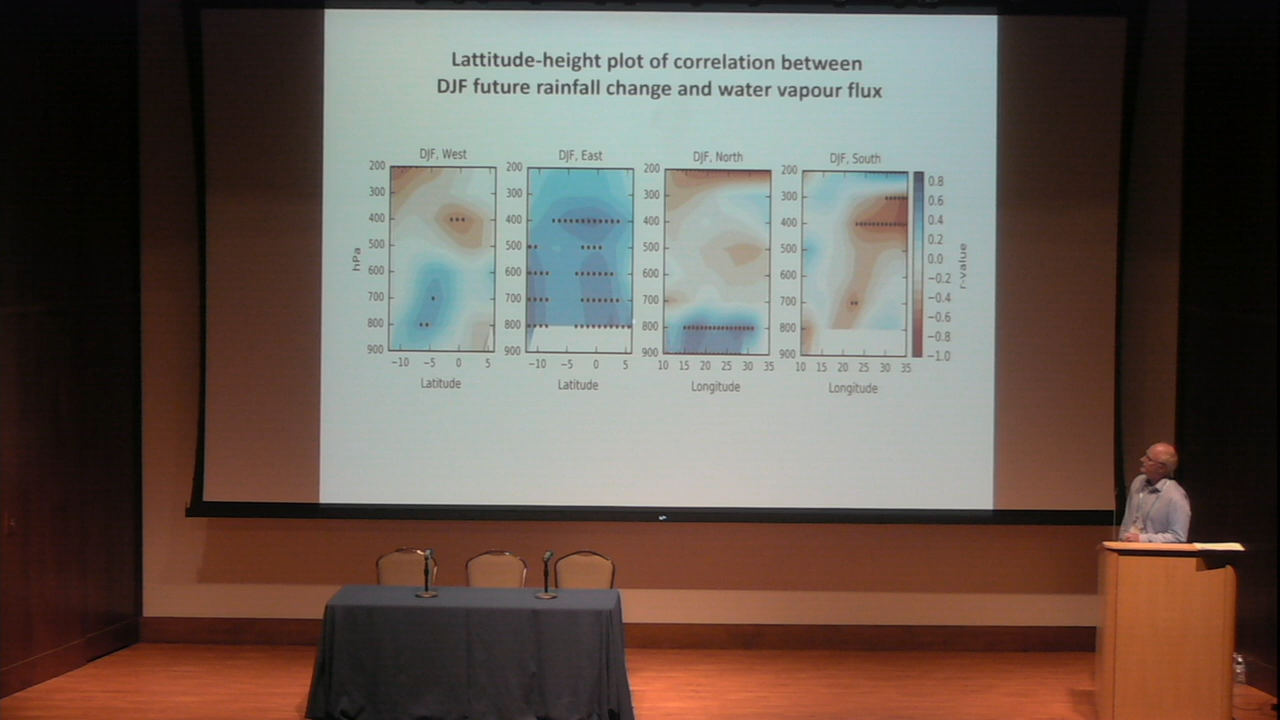 Lattitude-height plot of correlation between
DJF future rainfall change and water vapour flux
DJF, West
DJF, East
DJF, North
DJF, South
200
300
400
500
600
700
800
900
hPa
−10 −5 0 5
Latitude
200
300
400
500
600
700
800
900
−10 −5 0 5
Latitude
200
300
400
500
600
700
800
900
10 15 20 25 30 35
Longitude
200
300
400
500
600
700
800
900
10 15 20 25 30 35
Longitude
0.8
0.6
0.4
0.2
0.0
−0.2
−0.4
−0.6
−0.8
−1.0
r-value